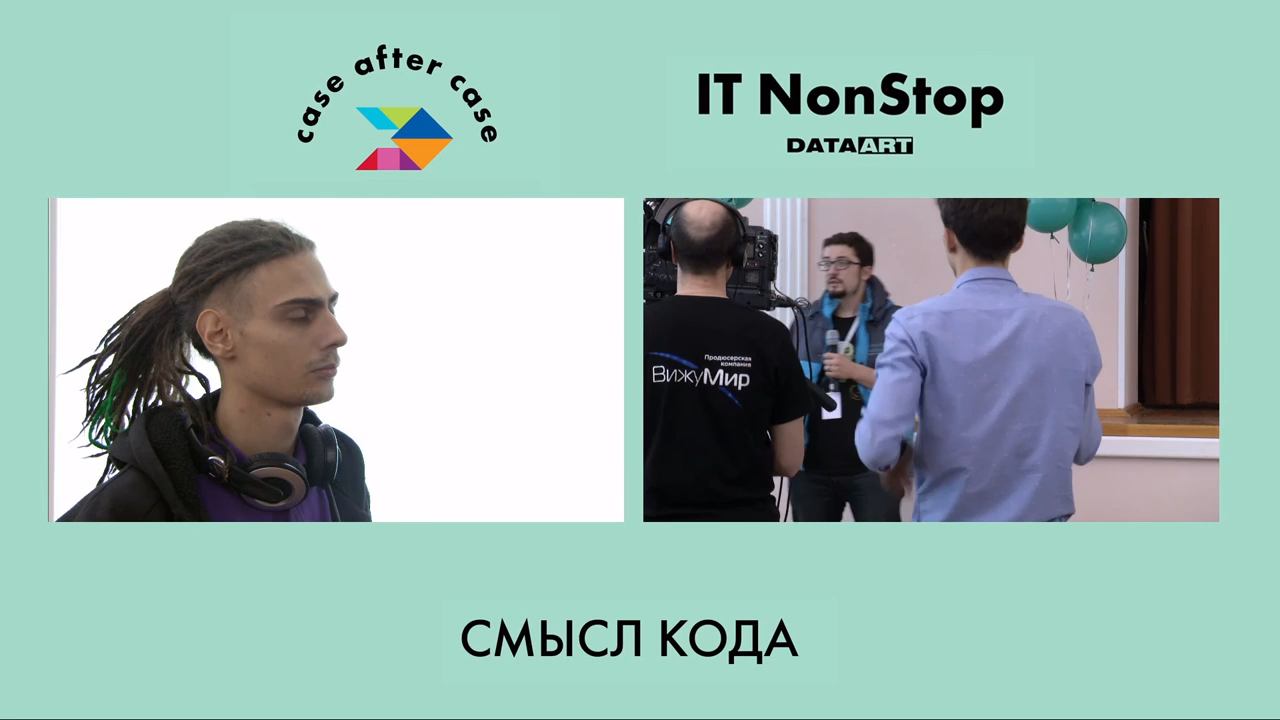 case after case
IT NonStop
DATAART
Продюсерская
компания
ВижуМир
СМЫСЛ КОДА